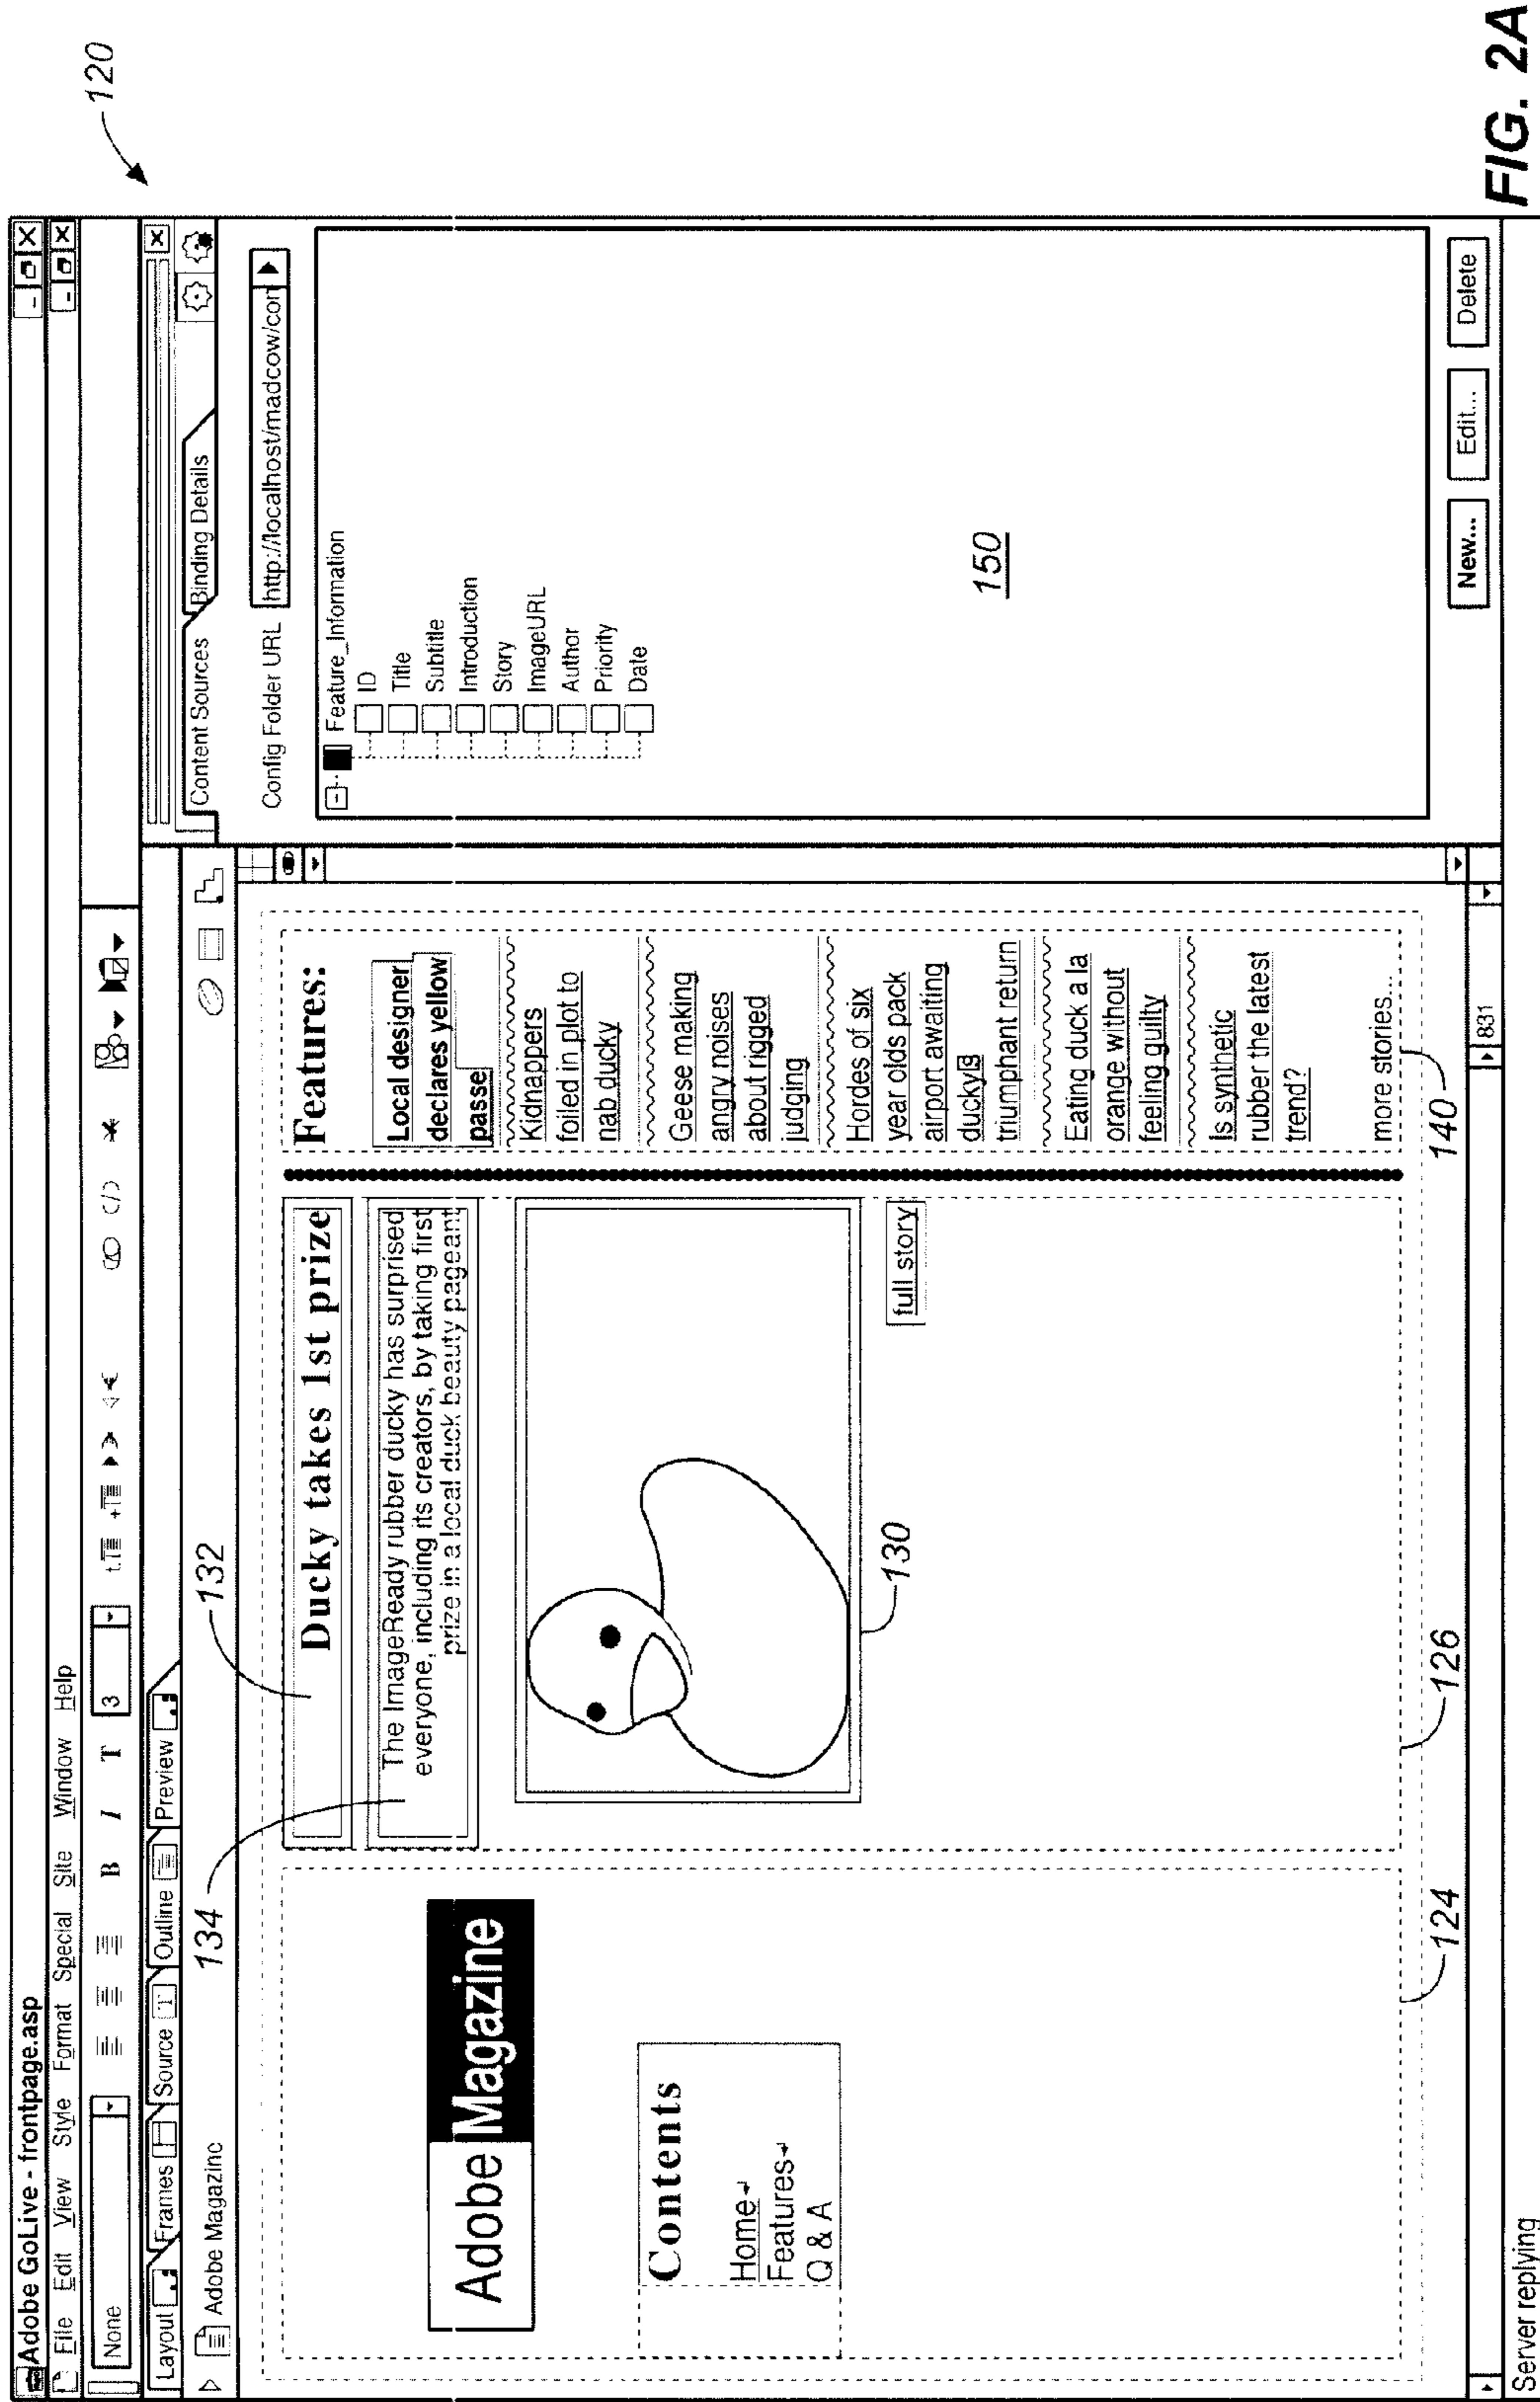 Adobe GoLive - frontpage.asp
File Edit View Style Format Special Site Window Help
None
B I T 3
Layout Frames Source Outline Preview
Adobe Magazine
Adobe Magazine
Contents
Home
Features
Q & A
124
134
132
Ducky takes 1st prize
The ImageReady rubber ducky has surprised
everyone, including its creators, by taking first
prize in a local duck beauty pageant
130
full story
126
Features:
Local designer
declares yellow
passe
Kidnappers
foiled in plot to
nab ducky
Geese making
angry noises
about rigged
judging
Hordes of six
year olds pack
airport awaiting
ducky's
triumphant return
Eating duck a la
orange without
feeling guilty
Is synthetic
rubber the latest
trend?
more stories...
140
831
Content Sources Binding Details
Config Folder URL http://localhost/madcow/con
Feature_Information
ID
Title
Subtitle
Introduction
Story
ImageURL
Author
Priority
Date
150
New... Edit... Delete
Server replying
120
FIG. 2A